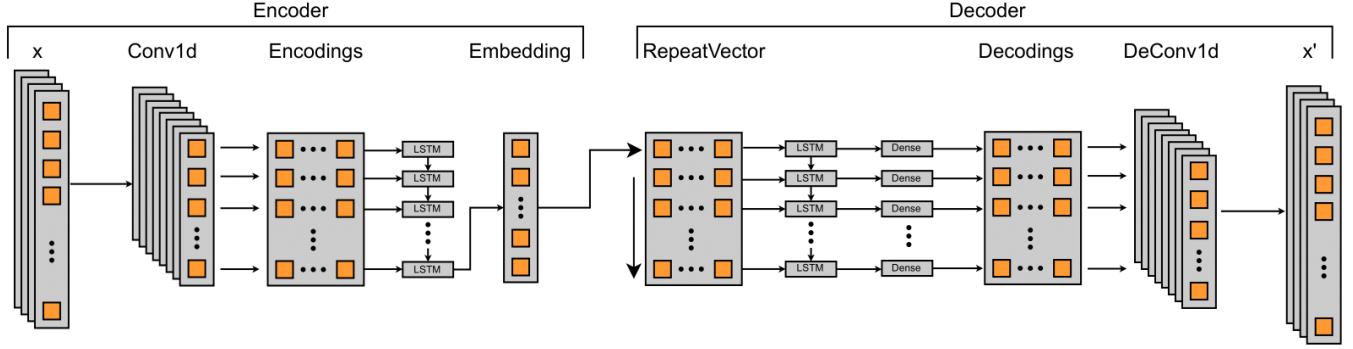 Encoder
Decoder
x
Conv1d
Encodings
Embedding
RepeatVector
Decodings
DeConv1d
x'
LSTM
LSTM
LSTM
LSTM
LSTM
LSTM
LSTM
LSTM
Dense
Dense
Dense
Dense